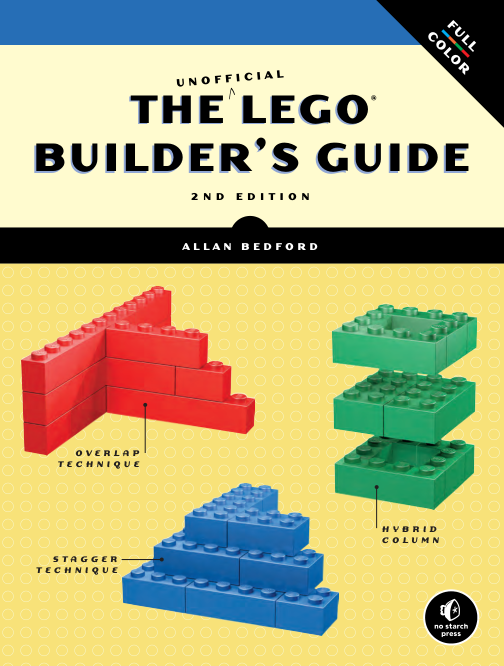 FULL
COLOR
UNOFFICIAL
THE LEGO®
BUILDER'S GUIDE
2ND EDITION
ALLAN BEDFORD
OVERLAP
TECHNIQUE
HYBRID
COLUMN
STAGGER
TECHNIQUE
no starch
press